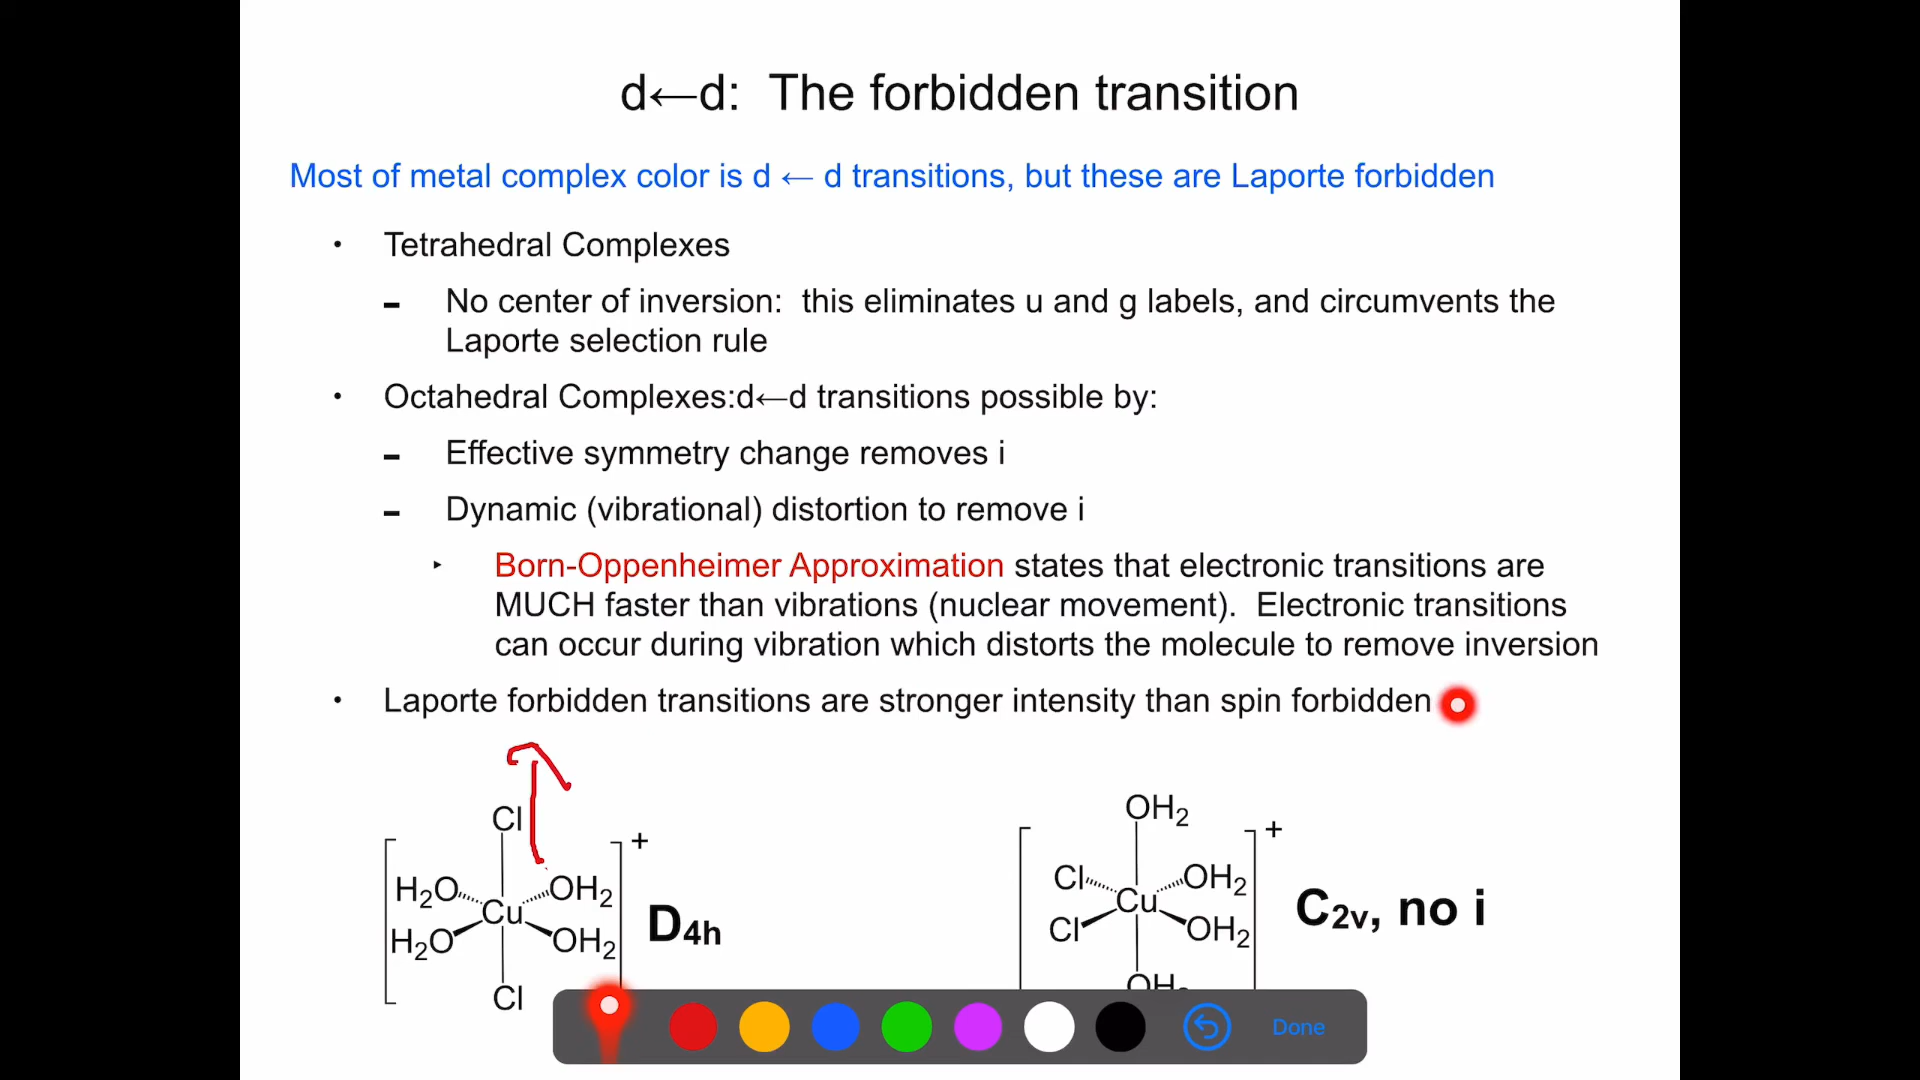 d←d: The forbidden transition
Most of metal complex color is d ← d transitions, but these are Laporte forbidden
• Tetrahedral Complexes
– No center of inversion: this eliminates u and g labels, and circumvents the
Laporte selection rule
• Octahedral Complexes:d←d transitions possible by:
– Effective symmetry change removes i
– Dynamic (vibrational) distortion to remove i
‣ Born-Oppenheimer Approximation states that electronic transitions are
MUCH faster than vibrations (nuclear movement). Electronic transitions
can occur during vibration which distorts the molecule to remove inversion
• Laporte forbidden transitions are stronger intensity than spin forbidden
Cl
+
H₂O OH₂
Cu
H₂O OH₂
Cl
D₄ₕ
OH₂
+
Cl OH₂
Cu
Cl OH₂
OH
C₂ᵥ, no i
Done